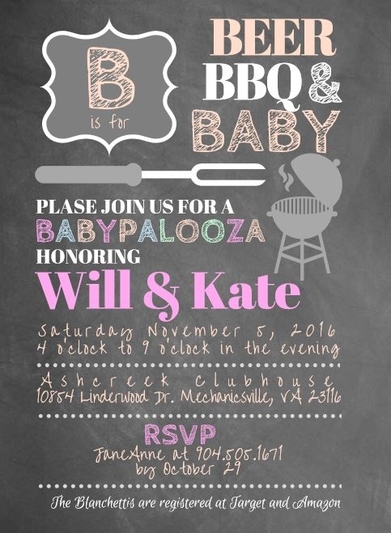 B
is for
BEER
BBQ &
BABY
PLASE JOIN US FOR A
BABYPALOOZA
HONORING
Will & Kate
Saturday November 5, 2016
4 o'clock to 9 o'clock in the evening
Ashcreek Clubhouse
10854 Linderwood Dr. Mechanicsville, VA 23116
RSVP
JaneAnne at 904.505.1671
by October 29
The Blanchettis are registered at Target and Amazon